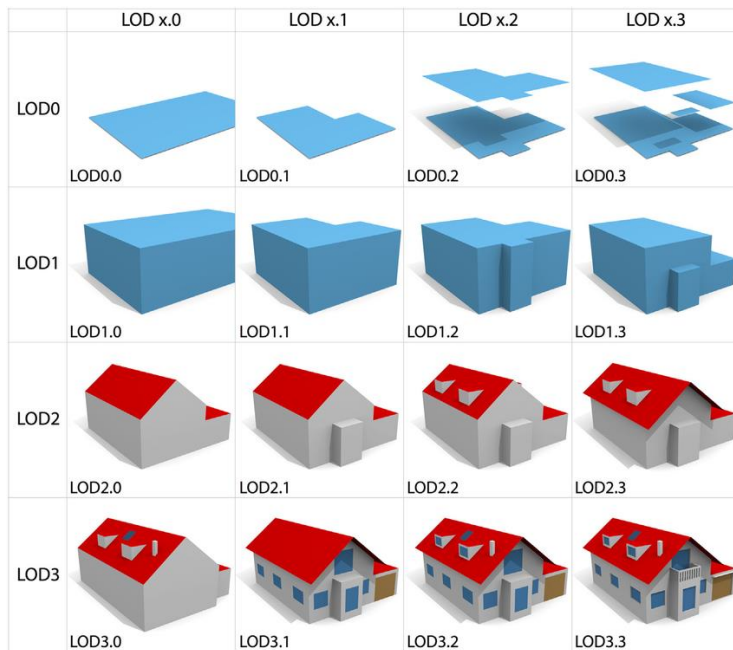 LOD x.0 LOD x.1 LOD x.2 LOD x.3
LOD0
LOD0.0 LOD0.1 LOD0.2 LOD0.3
LOD1
LOD1.0 LOD1.1 LOD1.2 LOD1.3
LOD2
LOD2.0 LOD2.1 LOD2.2 LOD2.3
LOD3
LOD3.0 LOD3.1 LOD3.2 LOD3.3